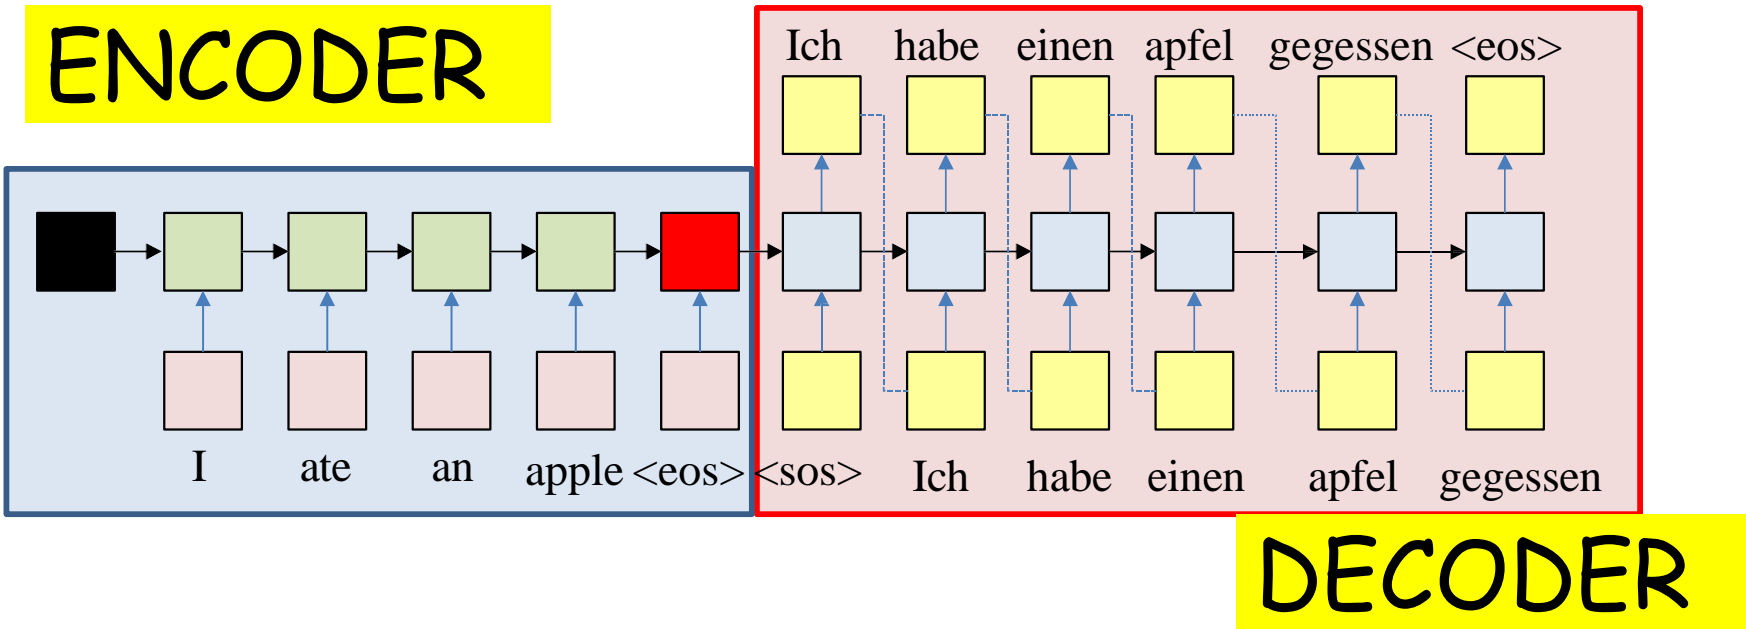 ENCODER
Ich habe einen apfel gegessen <eos>
I ate an apple <eos> <sos> Ich habe einen apfel gegessen
DECODER